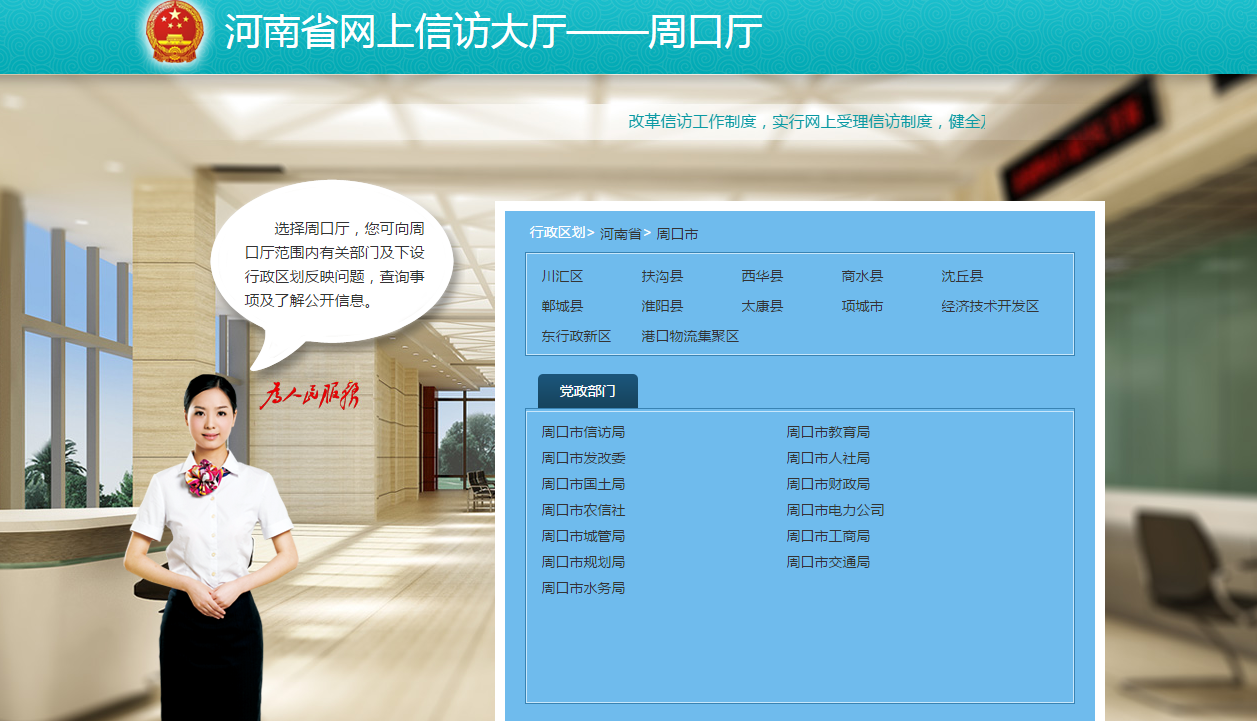 河南省网上信访大厅——周口厅
改革信访工作制度，实行网上受理信访制度，健全
选择周口厅，您可向周
口厅范围内有关部门及下设
行政区划反映问题，查询事
项及了解公开信息。
为人民服务
行政区划> 河南省> 周口市
川汇区 扶沟县 西华县 商水县 沈丘县
郸城县 淮阳县 太康县 项城市 经济技术开发区
东行政新区 港口物流集聚区
党政部门
周口市信访局 周口市教育局
周口市发改委 周口市人社局
周口市国土局 周口市财政局
周口市农信社 周口市电力公司
周口市城管局 周口市工商局
周口市规划局 周口市交通局
周口市水务局